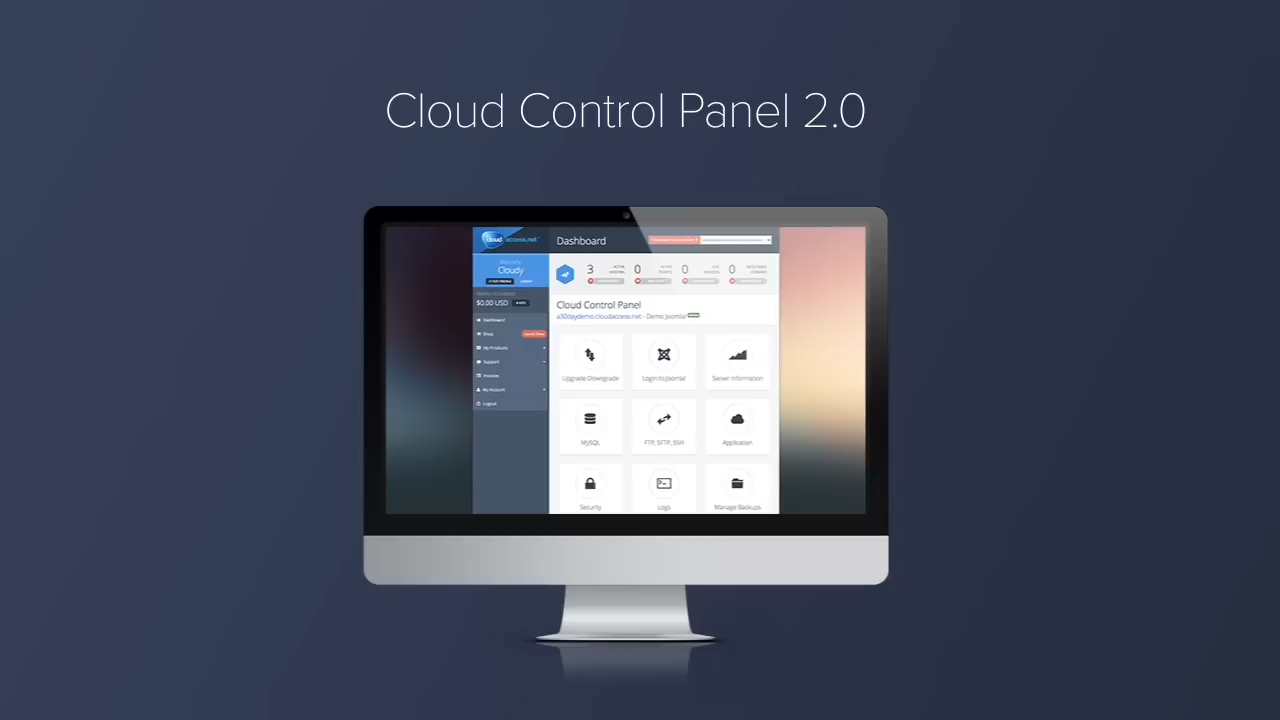 Cloud Control Panel 2.0
cloudaccess.net
Dashboard
Cloudy
$0.00 USD
Dashboard
Shop
My Products
Support
Invoices
My Account
Logout
3
0
0
0
Cloud Control Panel
a30daydemo.cloudaccess.net - Demo Joomla!
Upgrade Downgrade
Login to Joomla!
Server Information
MySQL
FTP, SFTP, SSH
Application
Security
Logs
Manage Backups